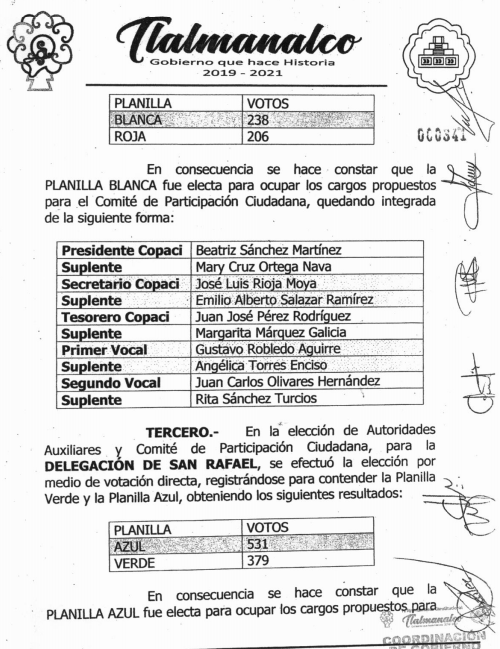 Tlalmanalco
Gobierno que hace Historia
2019 - 2021
PLANILLA VOTOS
BLANCA 238
ROJA 206
000341
En consecuencia se hace constar que la
PLANILLA BLANCA fue electa para ocupar los cargos propuestos
para el Comité de Participación Ciudadana, quedando integrada
de la siguiente forma:
Presidente Copaci Beatriz Sánchez Martínez
Suplente Mary Cruz Ortega Nava
Secretario Copaci José Luis Rioja Moya
Suplente Emilio Alberto Salazar Ramírez
Tesorero Copaci Juan José Pérez Rodríguez
Suplente Margarita Márquez Galicia
Primer Vocal Gustavo Robledo Aguirre
Suplente Angélica Torres Enciso
Segundo Vocal Juan Carlos Olivares Hernández
Suplente Rita Sánchez Turcios
TERCERO.- En la elección de Autoridades
Auxiliares y Comité de Participación Ciudadana, para la
DELEGACIÓN DE SAN RAFAEL, se efectuó la elección por
medio de votación directa, registrándose para contender la Planilla
Verde y la Planilla Azul, obteniendo los siguientes resultados:
PLANILLA VOTOS
AZUL 531
VERDE 379
En consecuencia se hace constar que la
PLANILLA AZUL fue electa para ocupar los cargos propuestos para
Tlalmanalco
COORDINACIÓN
DE GOBIERNO